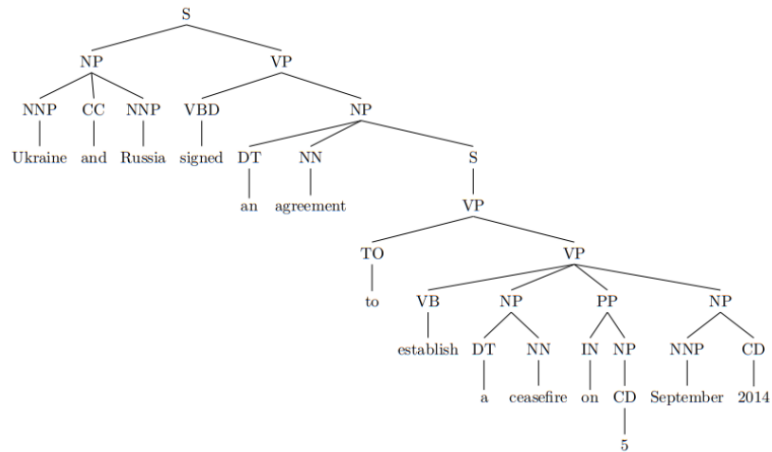 S
NP VP
NNP CC NNP VBD NP
Ukraine and Russia signed DT NN S
an agreement VP
TO VP
to VB NP PP NP
establish DT NN IN NP NNP CD
a ceasefire on CD September 2014
5